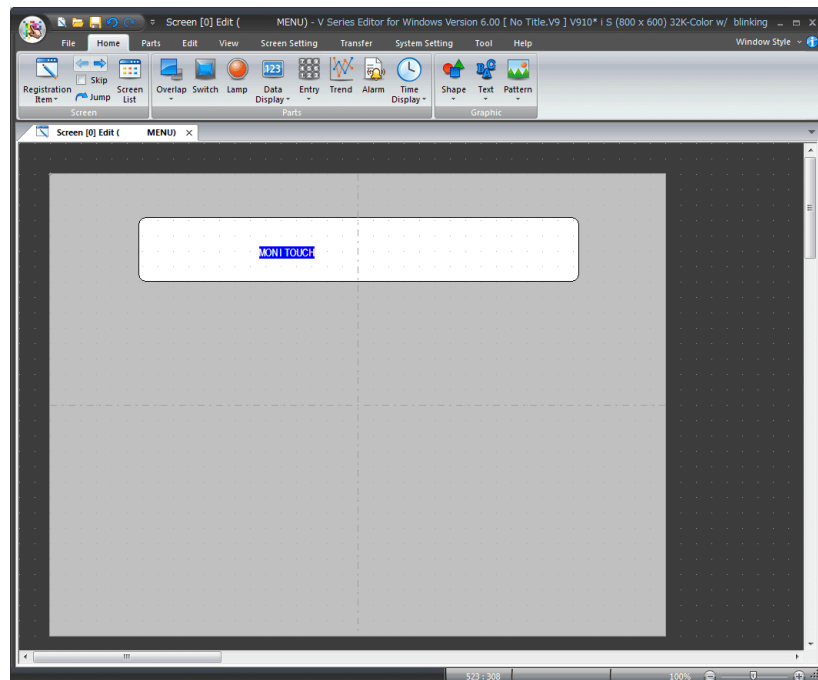 Screen [0] Edit (          MENU) - V Series Editor for Windows Version 6.00 [ No Title.V9 ] V910* i S (800 x 600) 32K-Color w/ blinking
File Home Parts Edit View Screen Setting Transfer System Setting Tool Help Window Style
Registration Item
Skip
Jump
Screen List
Overlap Switch Lamp
123
Data Display
Entry Trend Alarm
Time Display
Shape Text Pattern
Screen Parts Graphic
Screen [0] Edit (          MENU) ×
MONITOUCH
523 : 308 100%